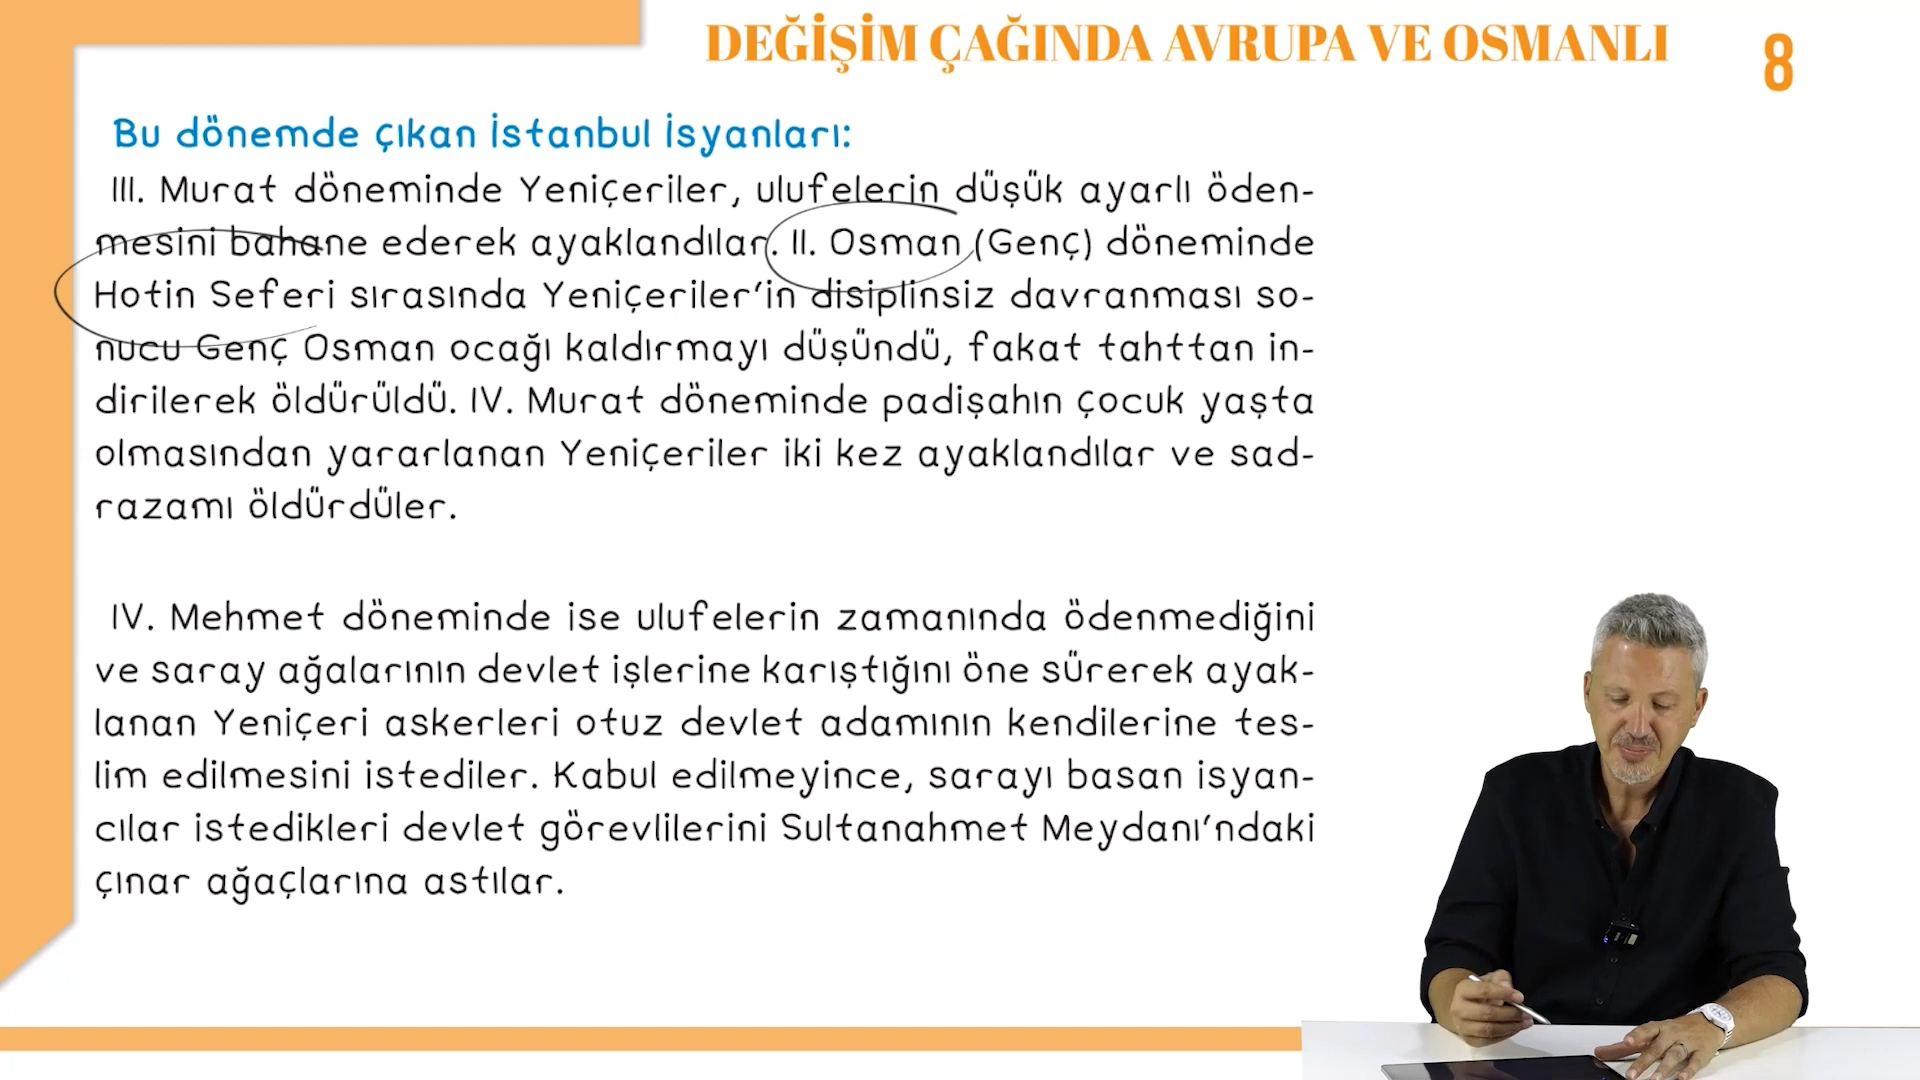 DEĞİŞİM ÇAĞINDA AVRUPA VE OSMANLI
8
Bu dönemde çıkan İstanbul İsyanları:
III. Murat döneminde Yeniçeriler, ulufelerin düşük ayarlı öden-
mesini bahane ederek ayaklandılar. II. Osman (Genç) döneminde
Hotin Seferi sırasında Yeniçeriler’in disiplinsiz davranması so-
nucu Genç Osman ocağı kaldırmayı düşündü, fakat tahttan in-
dirilerek öldürüldü. IV. Murat döneminde padişahın çocuk yaşta
olmasından yararlanan Yeniçeriler iki kez ayaklandılar ve sad-
razamı öldürdüler.
IV. Mehmet döneminde ise ulufelerin zamanında ödenmediğini
ve saray ağalarının devlet işlerine karıştığını öne sürerek ayak-
lanan Yeniçeri askerleri otuz devlet adamının kendilerine tes-
lim edilmesini istediler. Kabul edilmeyince, sarayı basan isyan-
cılar istedikleri devlet görevlilerini Sultanahmet Meydanı’ndaki
çınar ağaçlarına astılar.